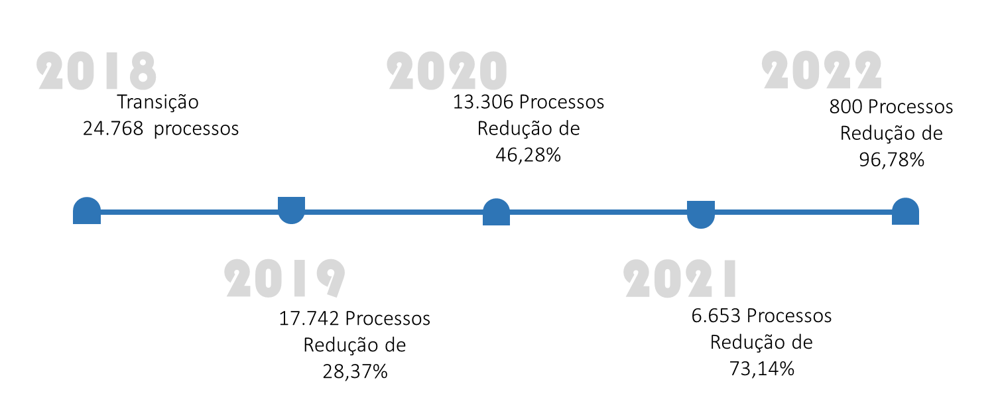 2018
Transição
24.768 processos
2019
17.742 Processos
Redução de
28,37%
2020
13.306 Processos
Redução de
46,28%
2021
6.653 Processos
Redução de
73,14%
2022
800 Processos
Redução de
96,78%